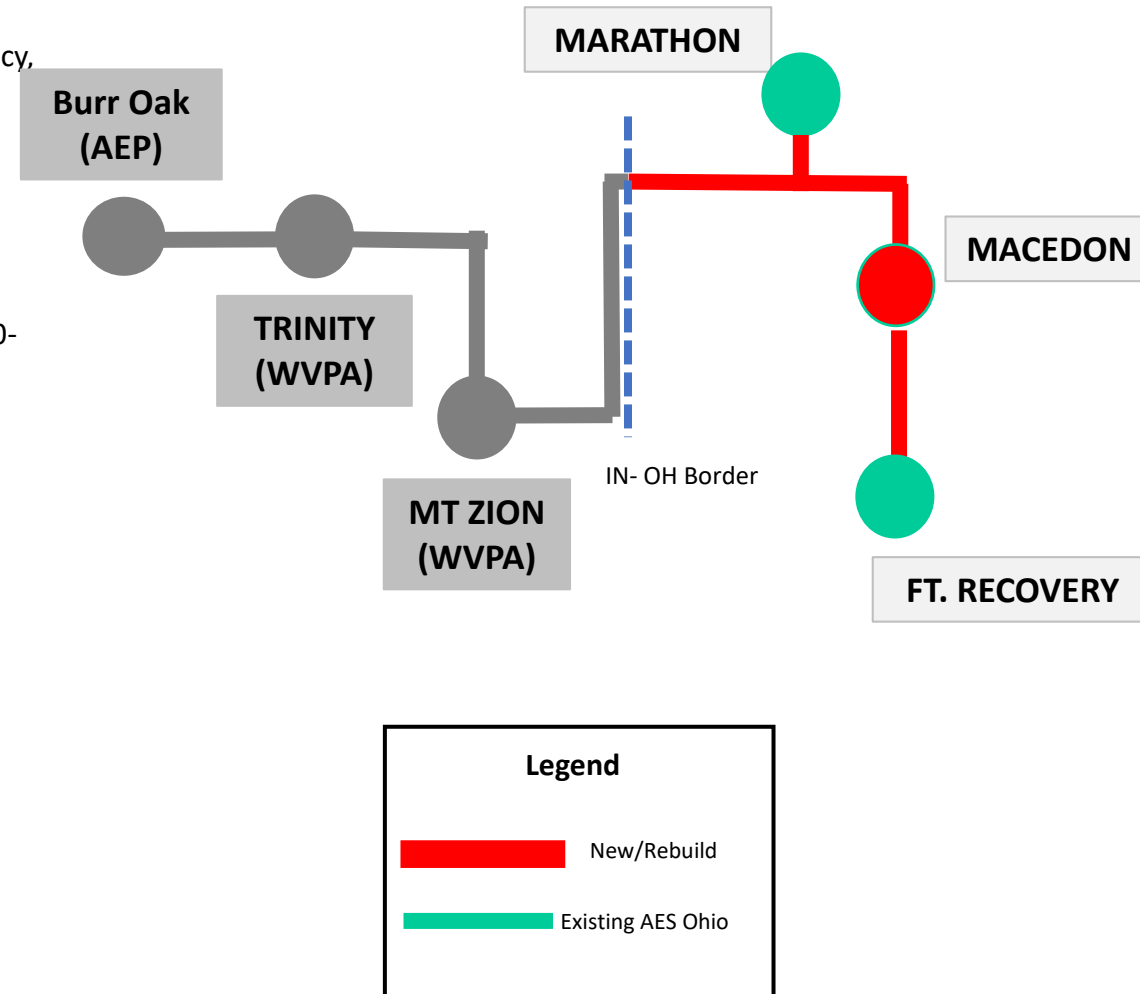 cy,
Burr Oak
(AEP)
MARATHON
MACEDON
0-
TRINITY
(WVPA)
IN- OH Border
MT ZION
(WVPA)
FT. RECOVERY
Legend
New/Rebuild
Existing AES Ohio